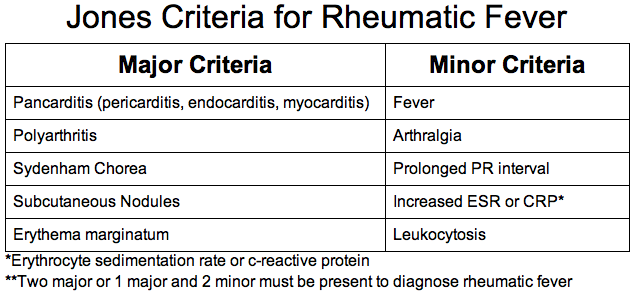 Jones Criteria for Rheumatic Fever
Major Criteria Minor Criteria
Pancarditis (pericarditis, endocarditis, myocarditis) Fever
Polyarthritis Arthralgia
Sydenham Chorea Prolonged PR interval
Subcutaneous Nodules Increased ESR or CRP*
Erythema marginatum Leukocytosis
*Erythrocyte sedimentation rate or c-reactive protein
**Two major or 1 major and 2 minor must be present to diagnose rheumatic fever